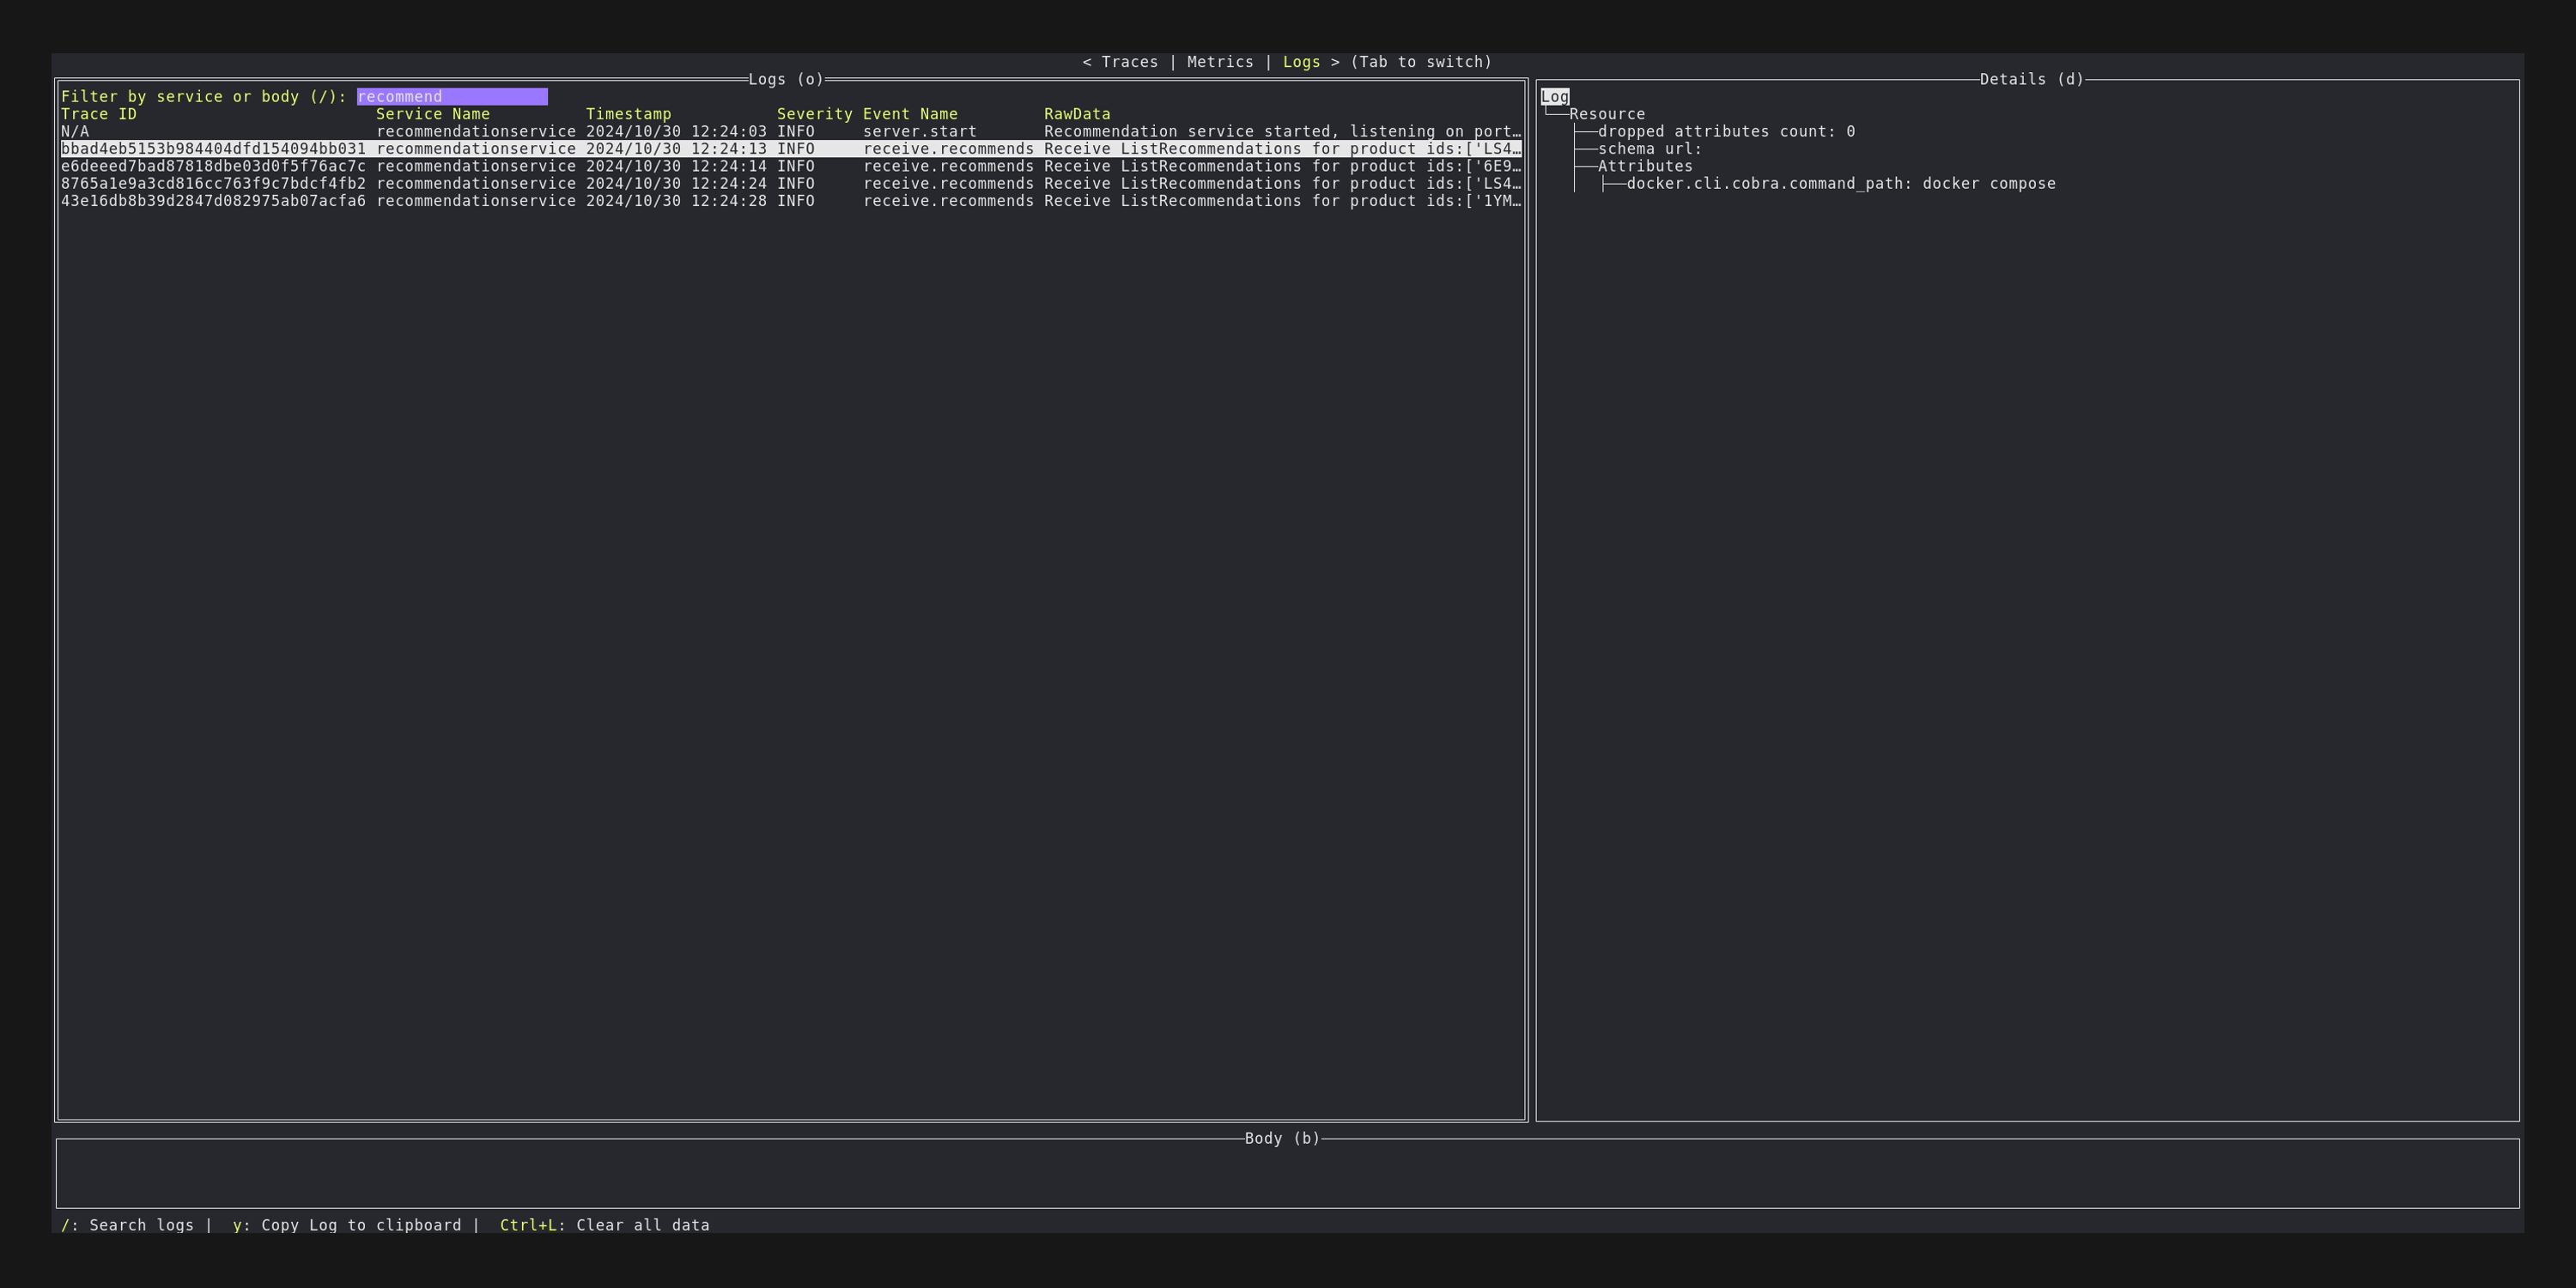 < Traces | Metrics | Logs > (Tab to switch)
Logs (o)
Filter by service or body (/): recommend
Trace ID Service Name Timestamp Severity Event Name RawData
N/A recommendationservice 2024/10/30 12:24:03 INFO server.start Recommendation service started, listening on port…
bbad4eb5153b984404dfd154094bb031 recommendationservice 2024/10/30 12:24:13 INFO receive.recommends Receive ListRecommendations for product ids:['LS4…
e6deeed7bad87818dbe03d0f5f76ac7c recommendationservice 2024/10/30 12:24:14 INFO receive.recommends Receive ListRecommendations for product ids:['6E9…
8765a1e9a3cd816cc763f9c7bdcf4fb2 recommendationservice 2024/10/30 12:24:24 INFO receive.recommends Receive ListRecommendations for product ids:['LS4…
43e16db8b39d2847d082975ab07acfa6 recommendationservice 2024/10/30 12:24:28 INFO receive.recommends Receive ListRecommendations for product ids:['1YM…
Details (d)
Log
Resource
dropped attributes count: 0
schema url:
Attributes
docker.cli.cobra.command_path: docker compose
Body (b)
/: Search logs | y: Copy Log to clipboard | Ctrl+L: Clear all data